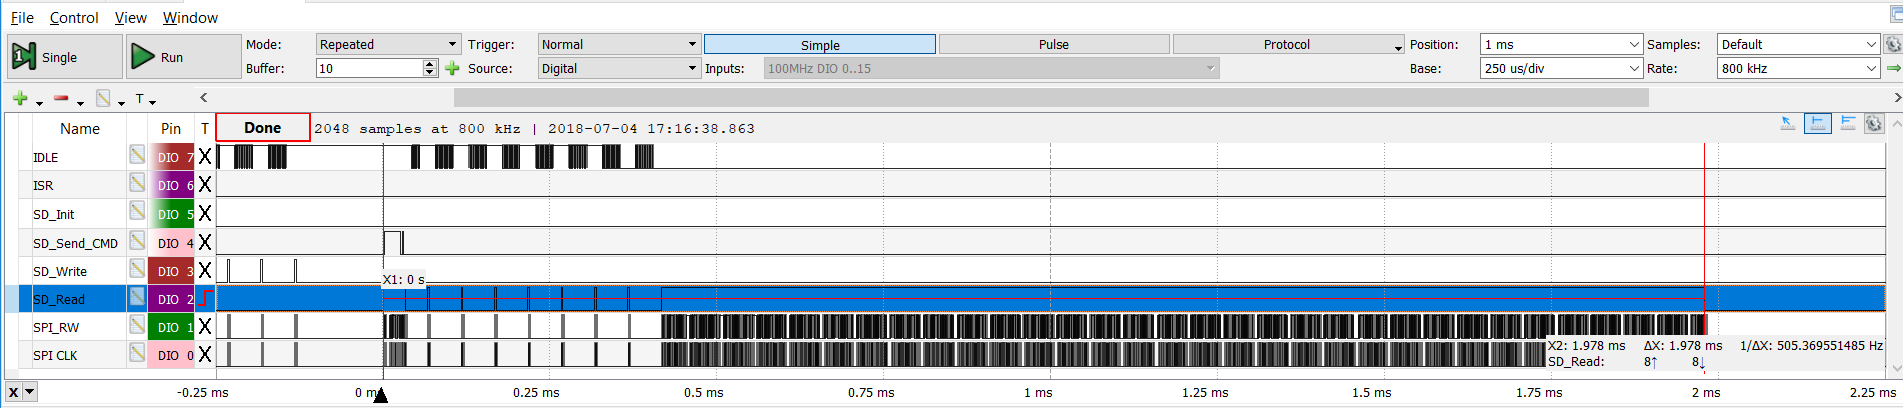 File Control View Window
Single Run Mode: Repeated Trigger: Normal Simple Pulse Protocol Position: 1 ms Samples: Default
Buffer: 10 Source: Digital Inputs: 100MHz DIO 0..15 Base: 250 us/div Rate: 800 kHz
T
Name Pin T Done 2048 samples at 800 kHz | 2018-07-04 17:16:38.863
IDLE DIO 7 X
ISR DIO 6 X
SD_Init DIO 5 X
SD_Send_CMD DIO 4 X
SD_Write DIO 3 X
X1: 0 s
SD_Read DIO 2
SPI_RW DIO 1 X
SPI CLK DIO 0 X
X2: 1.978 ms ΔX: 1.978 ms 1/ΔX: 505.369551485 Hz
SD_Read: 8↑ 8↓
X -0.25 ms 0 ms 0.25 ms 0.5 ms 0.75 ms 1 ms 1.25 ms 1.5 ms 1.75 ms 2 ms 2.25 ms